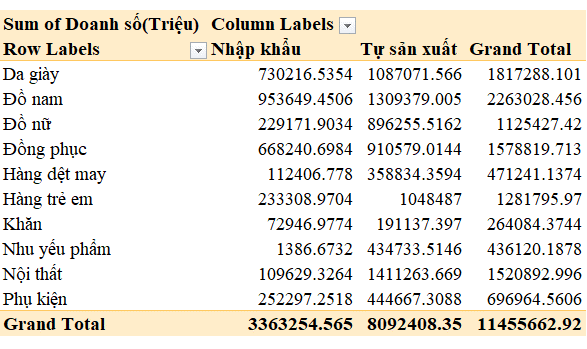 Sum of Doanh số(Triệu) Column Labels
Row Labels Nhập khẩu Tự sản xuất Grand Total
Da giày 730216.5354 1087071.566 1817288.101
Đồ nam 953649.4506 1309379.005 2263028.456
Đồ nữ 229171.9034 896255.5162 1125427.42
Đồng phục 668240.6984 910579.0144 1578819.713
Hàng dệt may 112406.778 358834.3594 471241.1374
Hàng trẻ em 233308.9704 1048487 1281795.97
Khăn 72946.9774 191137.397 264084.3744
Nhu yếu phẩm 1386.6732 434733.5146 436120.1878
Nội thất 109629.3264 1411263.669 1520892.996
Phụ kiện 252297.2518 444667.3088 696964.5606
Grand Total 3363254.565 8092408.35 11455662.92